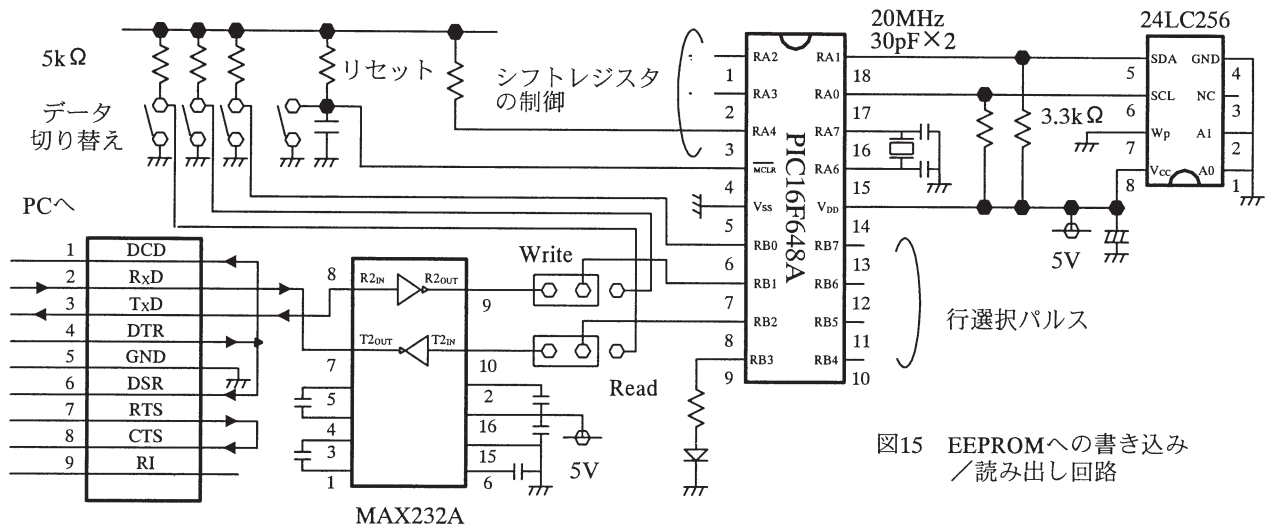 5kΩ
データ
切り替え
リセット
シフトレジスタ
の制御
PCへ
1 DCD
2 RxD
3 TxD
4 DTR
5 GND
6 DSR
7 RTS
8 CTS
9 RI
8 R2IN R2OUT 9
7 T2OUT T2IN 10
5
4
3
1
2
16
15
6
5V
MAX232A
Write
Read
PIC16F648A
RA2 1
RA3 2
RA4 3
MCLR 4
VSS 5
RB0 6
RB1 7
RB2 8
RB3 9
20MHz
30pF×2
RA1 18
RA0 17
RA7 16
RA6 15
VDD 14
RB7 13
RB6 12
RB5 11
RB4 10
行選択パルス
3.3kΩ
5V
24LC256
5 SDA GND 4
6 SCL NC 3
7 Wp A1 2
8 VCC A0 1
図15 EEPROMへの書き込み
／読み出し回路